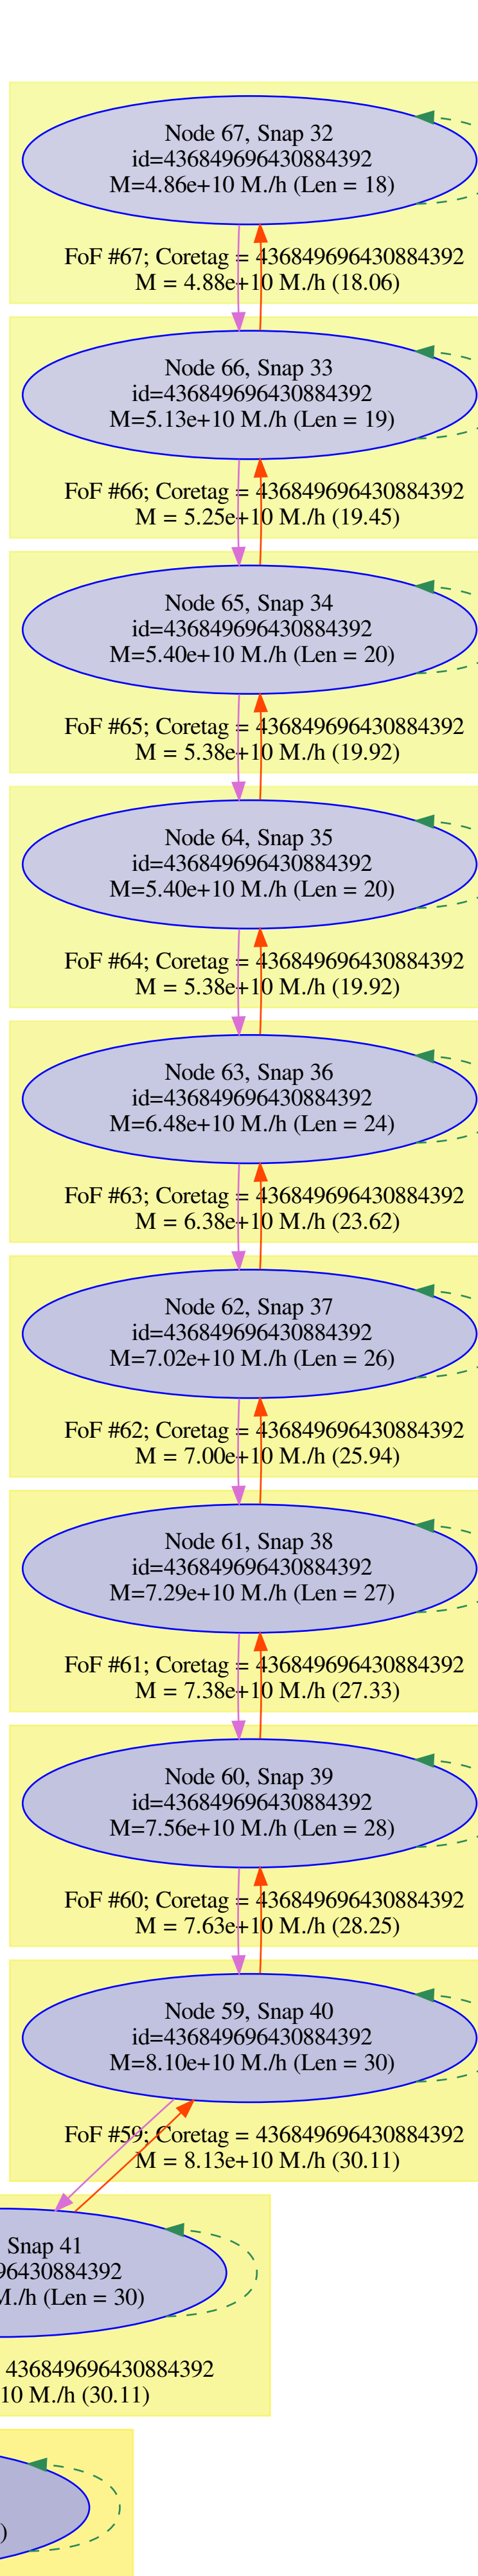 Node 67, Snap 32
id=436849696430884392
M=4.86e+10 M./h (Len = 18)
FoF #67; Coretag = 436849696430884392
M = 4.88e+10 M./h (18.06)
Node 66, Snap 33
id=436849696430884392
M=5.13e+10 M./h (Len = 19)
FoF #66; Coretag = 436849696430884392
M = 5.25e+10 M./h (19.45)
Node 65, Snap 34
id=436849696430884392
M=5.40e+10 M./h (Len = 20)
FoF #65; Coretag = 436849696430884392
M = 5.38e+10 M./h (19.92)
Node 64, Snap 35
id=436849696430884392
M=5.40e+10 M./h (Len = 20)
FoF #64; Coretag = 436849696430884392
M = 5.38e+10 M./h (19.92)
Node 63, Snap 36
id=436849696430884392
M=6.48e+10 M./h (Len = 24)
FoF #63; Coretag = 436849696430884392
M = 6.38e+10 M./h (23.62)
Node 62, Snap 37
id=436849696430884392
M=7.02e+10 M./h (Len = 26)
FoF #62; Coretag = 436849696430884392
M = 7.00e+10 M./h (25.94)
Node 61, Snap 38
id=436849696430884392
M=7.29e+10 M./h (Len = 27)
FoF #61; Coretag = 436849696430884392
M = 7.38e+10 M./h (27.33)
Node 60, Snap 39
id=436849696430884392
M=7.56e+10 M./h (Len = 28)
FoF #60; Coretag = 436849696430884392
M = 7.63e+10 M./h (28.25)
Node 59, Snap 40
id=436849696430884392
M=8.10e+10 M./h (Len = 30)
FoF #59; Coretag = 436849696430884392
M = 8.13e+10 M./h (30.11)
Snap 41
96430884392
M./h (Len = 30)
436849696430884392
10 M./h (30.11)
)